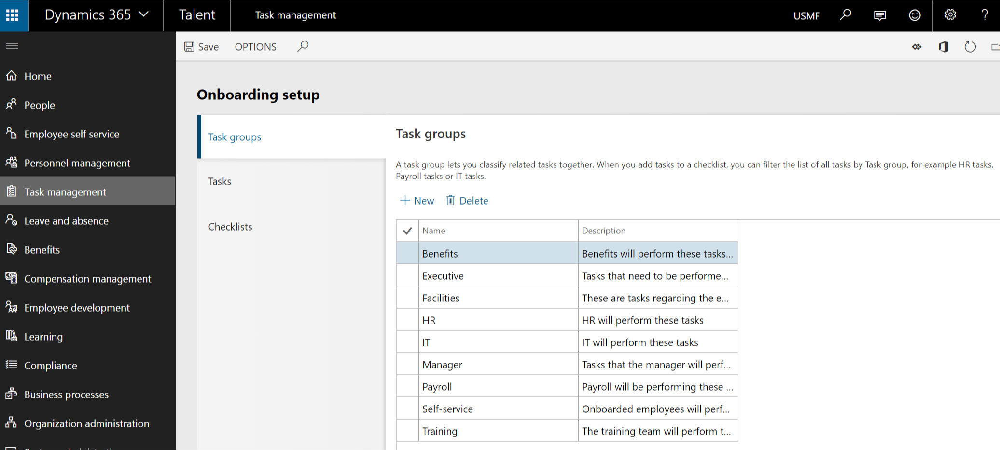 Dynamics 365
Talent
Task management
USMF
?
Save
OPTIONS
Home
People
Employee self service
Personnel management
Task management
Leave and absence
Benefits
Compensation management
Employee development
Learning
Compliance
Business processes
Organization administration
Onboarding setup
Task groups
Tasks
Checklists
Task groups
A task group lets you classify related tasks together. When you add tasks to a checklist, you can filter the list of all tasks by Task group, for example HR tasks,
Payroll tasks or IT tasks.
New
Delete
Name Description
Benefits Benefits will perform these tasks...
Executive Tasks that need to be performe...
Facilities These are tasks regarding the e...
HR HR will perform these tasks
IT IT will perform these tasks
Manager Tasks that the manager will perf...
Payroll Payroll will be performing these ...
Self-service Onboarded employees will perf...
Training The training team will perform t...